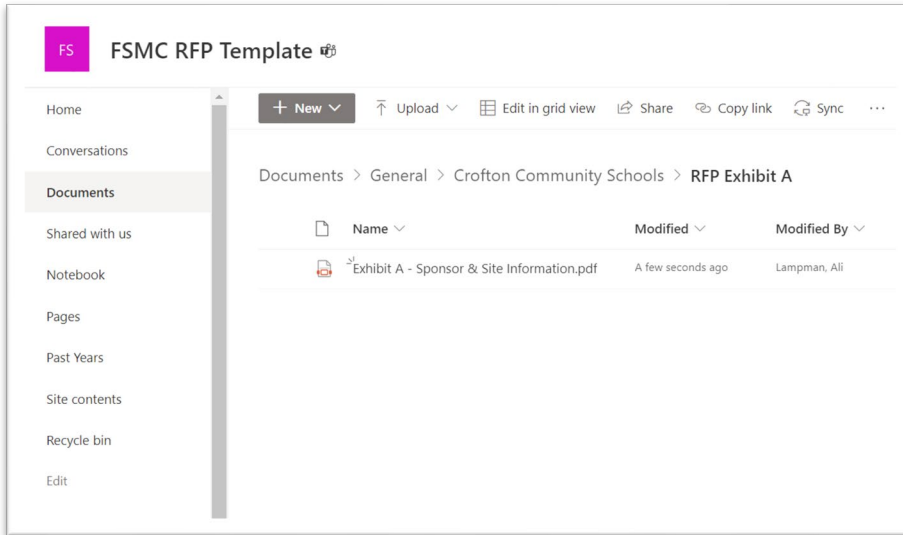 FS
FSMC RFP Template
Home
Conversations
Documents
Shared with us
Notebook
Pages
Past Years
Site contents
Recycle bin
Edit
+ New Upload Edit in grid view Share Copy link Sync ...
Documents > General > Crofton Community Schools > RFP Exhibit A
Name Modified Modified By
Exhibit A - Sponsor & Site Information.pdf A few seconds ago Lampman, Ali